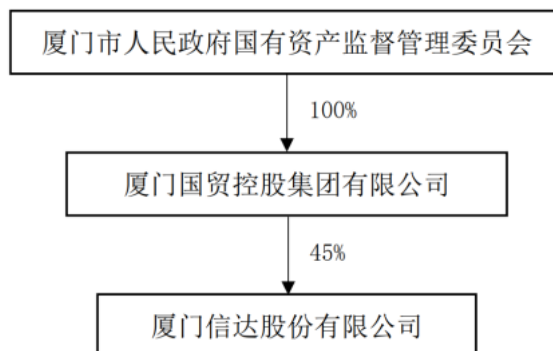 厦门市人民政府国有资产监督管理委员会
100%
厦门国贸控股集团有限公司
45%
厦门信达股份有限公司